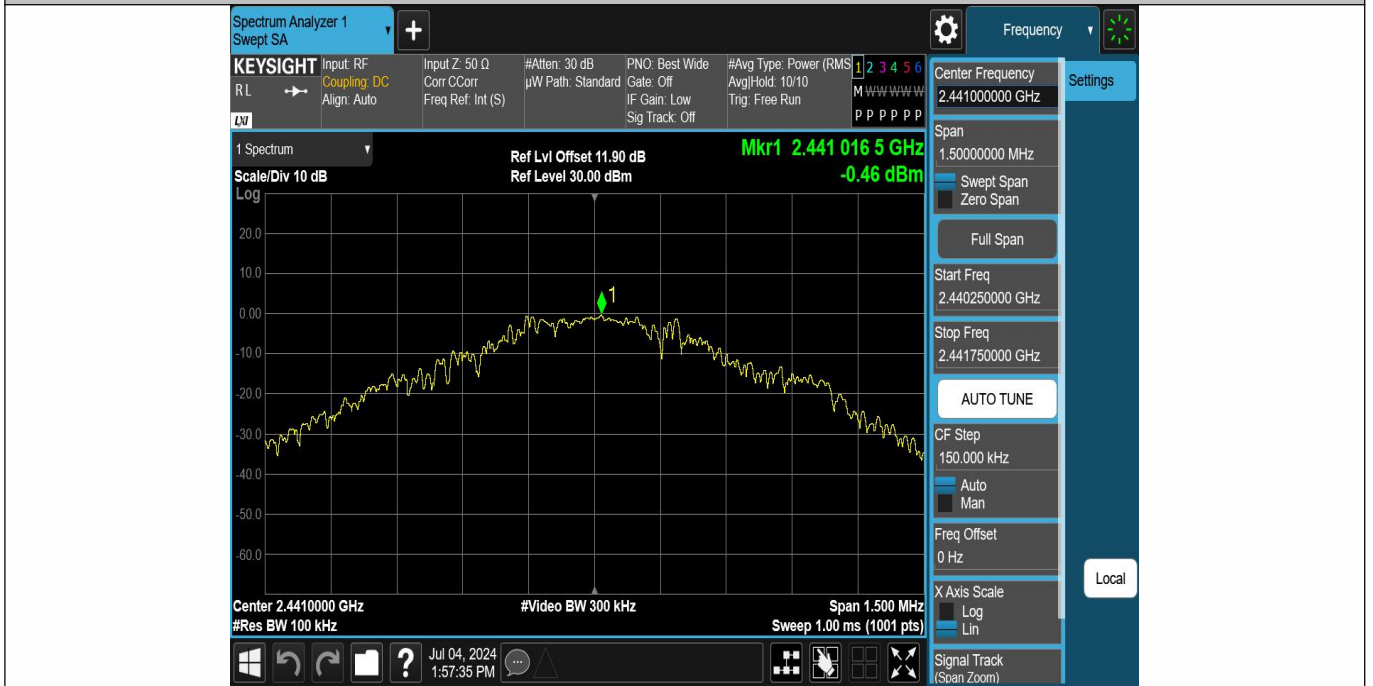 Spectrum Analyzer 1
Swept SA
+
Frequency
KEYSIGHT
RL
LXI
Input: RF
Coupling: DC
Align: Auto
Input Z: 50 Ω
Corr CCorr
Freq Ref: Int (S)
#Atten: 30 dB
µW Path: Standard
PNO: Best Wide
Gate: Off
IF Gain: Low
Sig Track: Off
#Avg Type: Power (RMS
Avg|Hold: 10/10
Trig: Free Run
1 2 3 4 5 6
M W W W W W
P P P P P P
1 Spectrum
Scale/Div 10 dB
Log
Ref Lvl Offset 11.90 dB
Ref Level 30.00 dBm
Mkr1 2.441 016 5 GHz
-0.46 dBm
20.0
10.0
0.00
-10.0
-20.0
-30.0
-40.0
-50.0
-60.0
1
Center 2.4410000 GHz
#Res BW 100 kHz
#Video BW 300 kHz
Span 1.500 MHz
Sweep 1.00 ms (1001 pts)
Center Frequency
2.441000000 GHz
Settings
Span
1.50000000 MHz
Swept Span
Zero Span
Full Span
Start Freq
2.440250000 GHz
Stop Freq
2.441750000 GHz
AUTO TUNE
CF Step
150.000 kHz
Auto
Man
Freq Offset
0 Hz
X Axis Scale
Log
Lin
Local
Signal Track
(Span Zoom)
?
Jul 04, 2024
1:57:35 PM